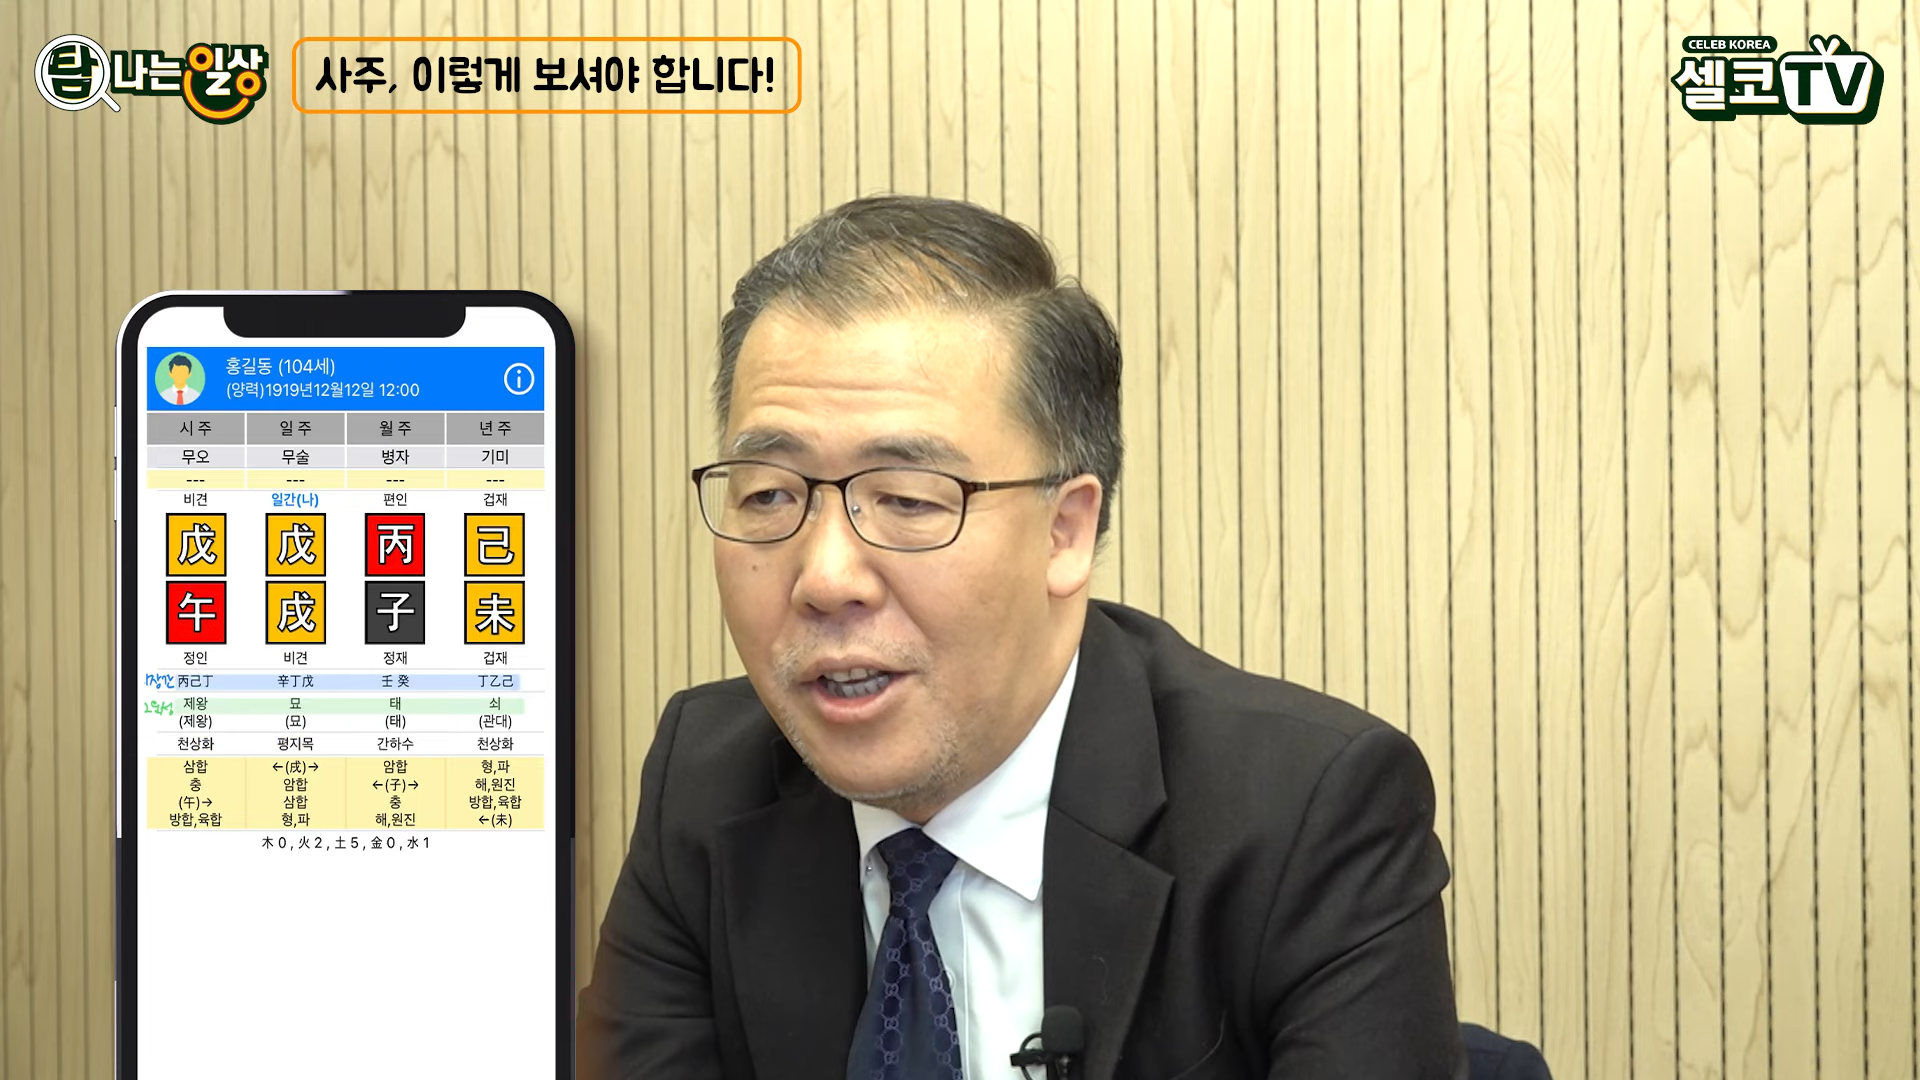 탐나는일상
사주, 이렇게 보셔야 합니다!
CELEB KOREA
셀코TV
홍길동 (104세)
(양력)1919년12월12일 12:00
시주 일주 월주 년주
무오 무술 병자 기미
--- --- --- ---
비견 일간(나) 편인 겁재
戊 戊 丙 己
午 戌 子 未
정인 비견 정재 겁재
丙己丁 辛丁戊 壬癸 丁乙己
제왕 묘 태 쇠
(제왕) (묘) (태) (관대)
천상화 평지목 간하수 천상화
삼합 ←(戌)→ 암합 형,파
충 암합 ←(子)→ 해,원진
(午)→ 삼합 충 방합,육합
방합,육합 형,파 해,원진 ←(未)
木 0 , 火 2 , 土 5 , 金 0 , 水 1